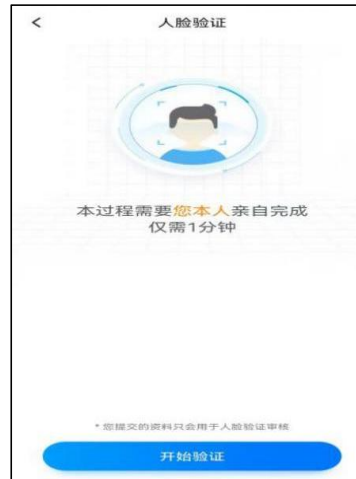 人脸验证
本过程需要您本人亲自完成
仅需1分钟
* 您提交的资料只会用于人脸验证审核
开始验证